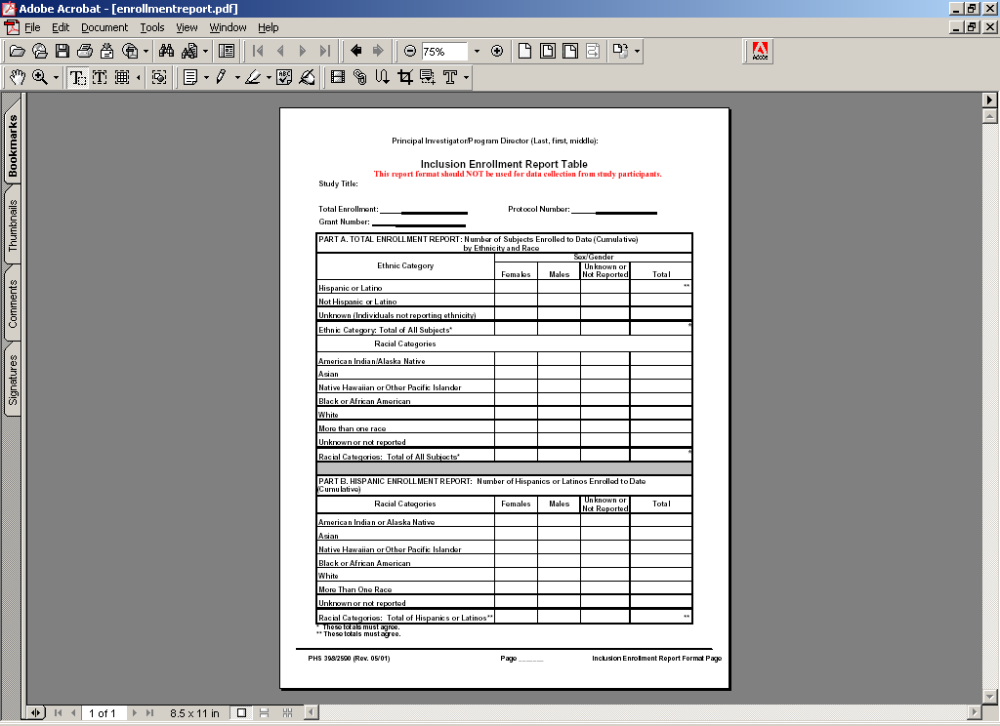 Adobe Acrobat - [enrollmentreport.pdf]
File Edit Document Tools View Window Help
75%
Adobe
Bookmarks
Thumbnails
Comments
Signatures
Principal Investigator/Program Director (Last, first, middle):
Inclusion Enrollment Report Table
This report format should NOT be used for data collection from study participants.
Study Title:
Total Enrollment: Protocol Number:
Grant Number:
PART A. TOTAL ENROLLMENT REPORT: Number of Subjects Enrolled to Date (Cumulative)
by Ethnicity and Race
Ethnic Category
Sex/Gender
Females Males Unknown or Not Reported Total
Hispanic or Latino **
Not Hispanic or Latino
Unknown (Individuals not reporting ethnicity)
Ethnic Category: Total of All Subjects* *
Racial Categories
American Indian/Alaska Native
Asian
Native Hawaiian or Other Pacific Islander
Black or African American
White
More than one race
Unknown or not reported
Racial Categories: Total of All Subjects* *
PART B. HISPANIC ENROLLMENT REPORT: Number of Hispanics or Latinos Enrolled to Date
(Cumulative)
Racial Categories Females Males Unknown or Not Reported Total
American Indian or Alaska Native
Asian
Native Hawaiian or Other Pacific Islander
Black or African American
White
More Than One Race
Unknown or not reported
Racial Categories: Total of Hispanics or Latinos** **
* These totals must agree.
** These totals must agree.
PHS 398/2590 (Rev. 05/01) Page ______ Inclusion Enrollment Report Format Page
1 of 1 8.5 x 11 in